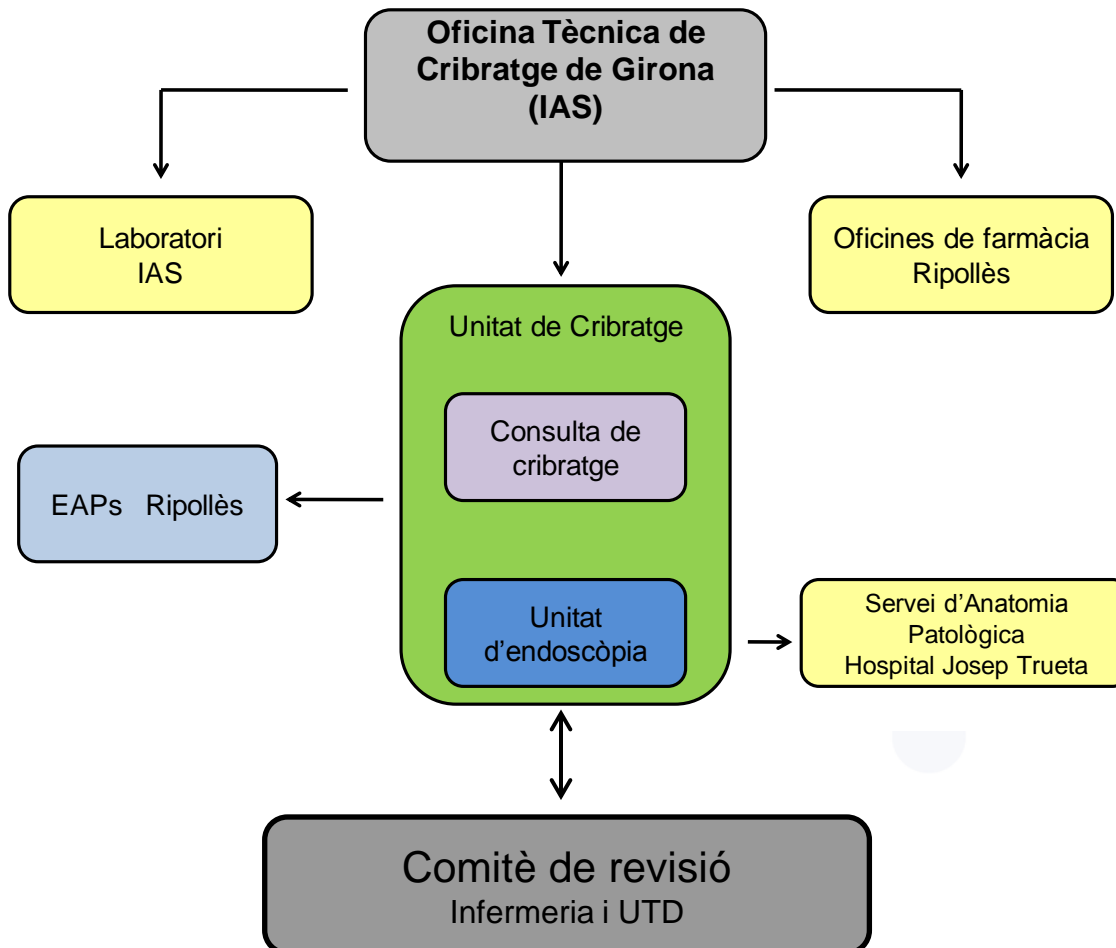 Oficina Tècnica de
Cribratge de Girona
(IAS)
Laboratori
IAS
Oficines de farmàcia
Ripollès
Unitat de Cribratge
Consulta de
cribratge
EAPs Ripollès
Unitat
d’endoscòpia
Servei d’Anatomia
Patològica
Hospital Josep Trueta
Comitè de revisió
Infermeria i UTD